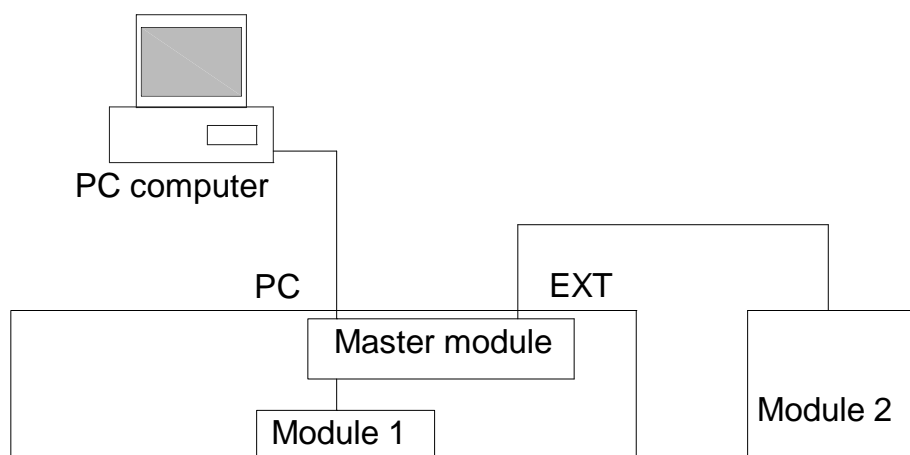 PC computer
PC
EXT
Master module
Module 1
Module 2